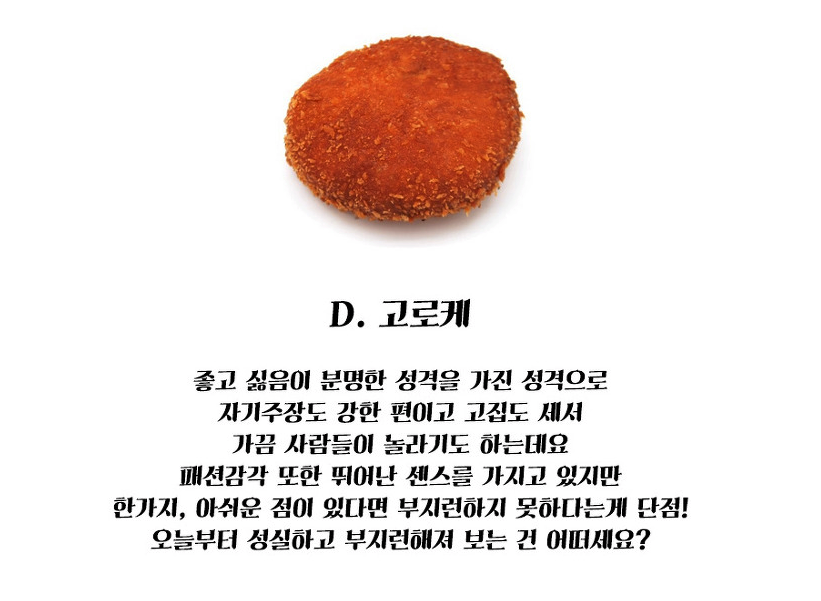 D. 고로케
좋고 싫음이 분명한 성격을 가진 성격으로
자기주장도 강한 편이고 고집도 세서
가끔 사람들이 놀라기도 하는데요
패션감각 또한 뛰어난 센스를 가지고 있지만
한가지, 아쉬운 점이 있다면 부지런하지 못하다는게 단점!
오늘부터 성실하고 부지런해져 보는 건 어떠세요?